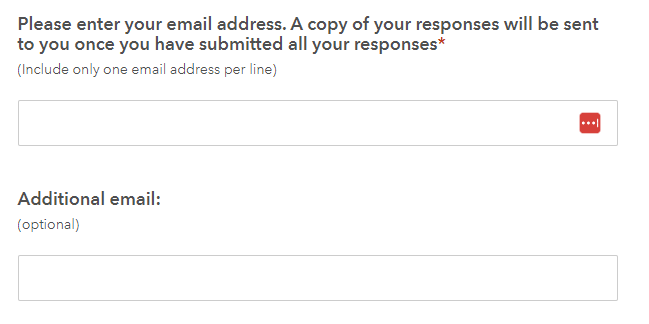 Please enter your email address. A copy of your responses will be sent
to you once you have submitted all your responses*
(Include only one email address per line)
Additional email:
(optional)